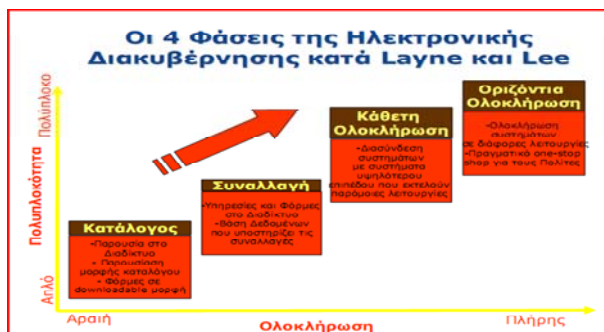 Οι 4 Φάσεις της Ηλεκτρονικής
Διακυβέρνησης κατά Layne και Lee
Πολύπλοκο
Πολυπλοκότητα
Απλό
Οριζόντια
Ολοκλήρωση
-Ολοκλήρωση
συστημάτων
σε διάφορες λειτουργίες
-Πραγματικό one-stop
shop για τους Πολίτες
Κάθετη
Ολοκλήρωση
-Διασύνδεση
συστημάτων
με συστήματα
υψηλότερου
επιπέδου που εκτελούν
παρόμοιες λειτουργίες
Συναλλαγή
-Υπηρεσίες και Φόρμες
στο Διαδίκτυο
-Βάση Δεδομένων
που υποστηρίζει τις
συναλλαγές
Κατάλογος
-Παρουσία στο
Διαδίκτυο
- Παρουσίαση
μορφής καταλόγου
- Φόρμες σε
downloadable μορφή
Αραιή
Ολοκλήρωση
Πλήρης